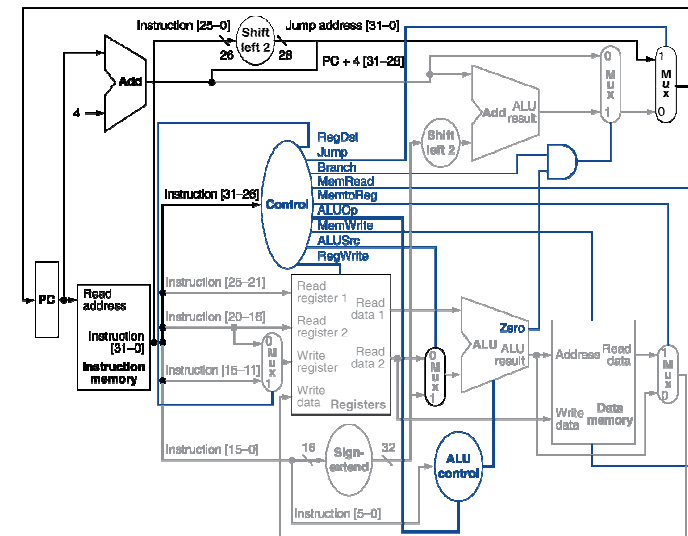 Instruction [25–0]
Shift
left 2
Jump address [31–0]
26
28
PC + 4 [31–28]
Add
4
0
M
u
x
1
1
M
u
x
0
Add
ALU
result
Shift
left 2
RegDst
Jump
Branch
MemRead
MemtoReg
ALUOp
MemWrite
ALUSrc
RegWrite
Control
Instruction [31–26]
PC
Read
address
Instruction
[31–0]
Instruction
memory
Instruction [25–21]
Instruction [20–16]
Instruction [15–11]
0
M
u
x
1
Read
register 1
Read
register 2
Write
register
Write
data
Read
data 1
Read
data 2
Registers
0
M
u
x
1
Zero
ALU
ALU
result
Address
Read
data
Write
data
Data
memory
1
M
u
x
0
Instruction [15–0]
16
Sign-
extend
32
ALU
control
Instruction [5–0]